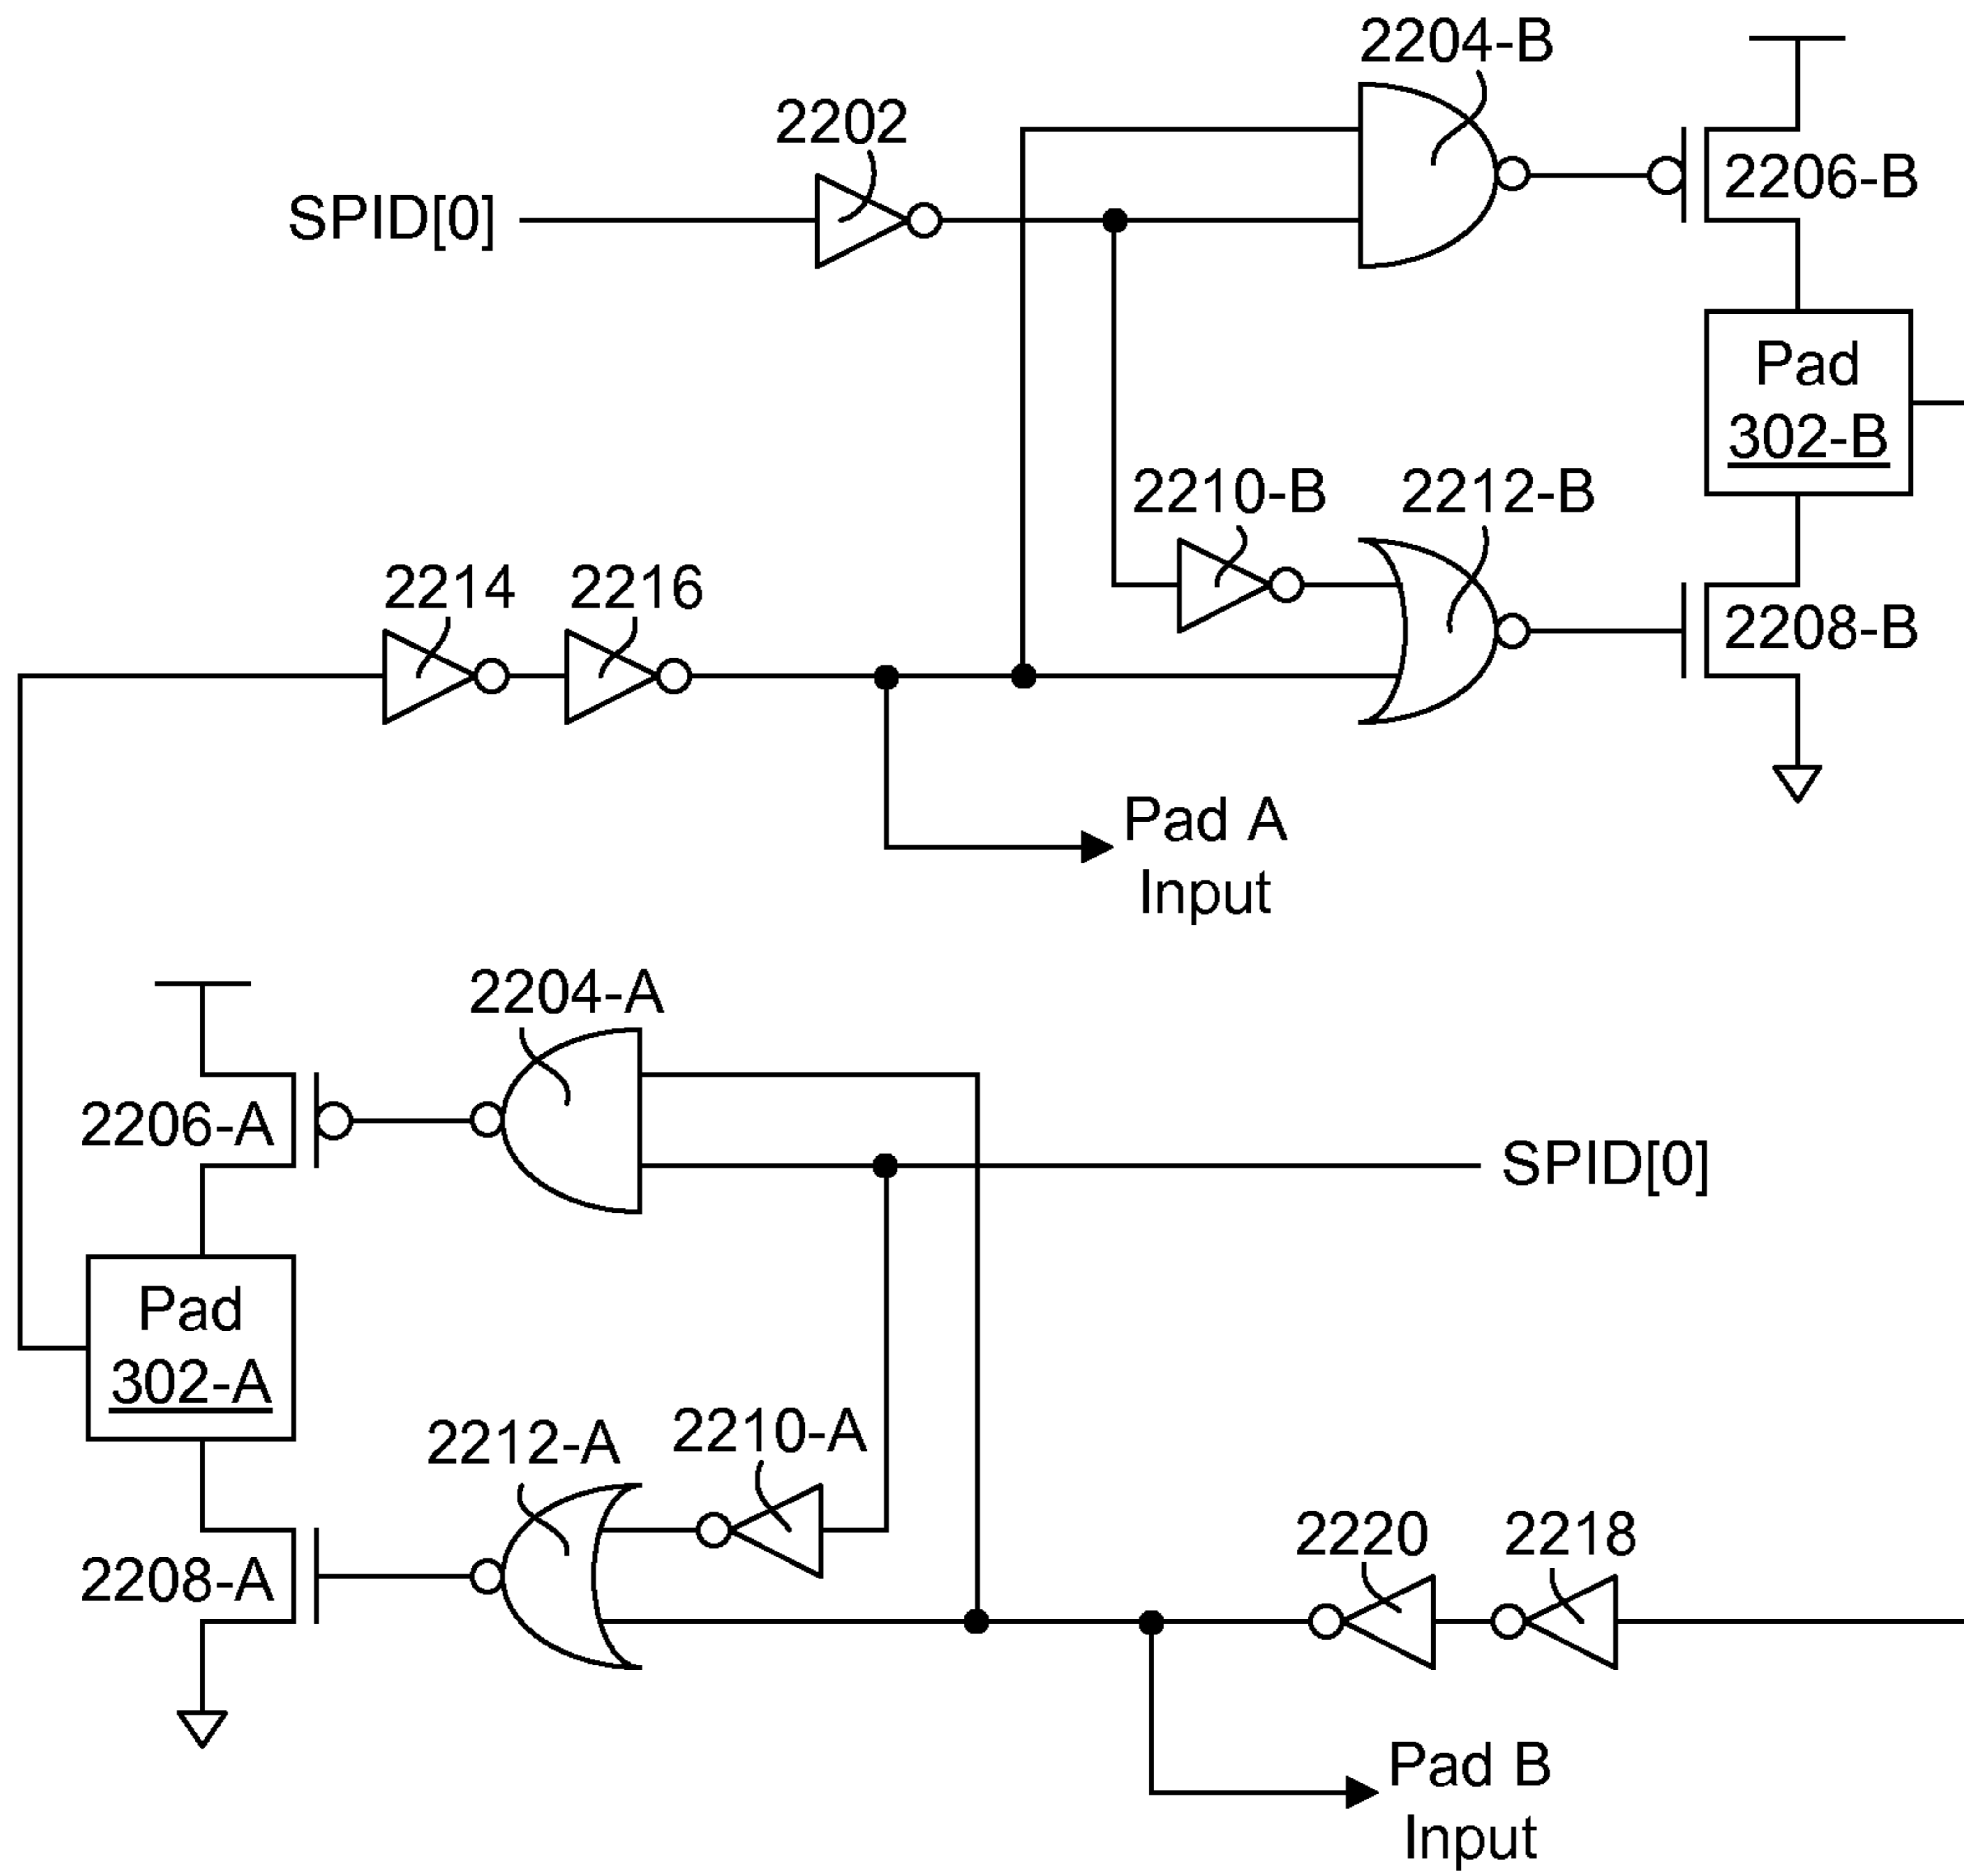 2204-B
2202
SPID[0]
2206-B
Pad
302-B
2210-B
2212-B
2214
2216
2208-B
Pad A
Input
2204-A
2206-A
SPID[0]
Pad
302-A
2212-A
2210-A
2220
2218
2208-A
Pad B
Input